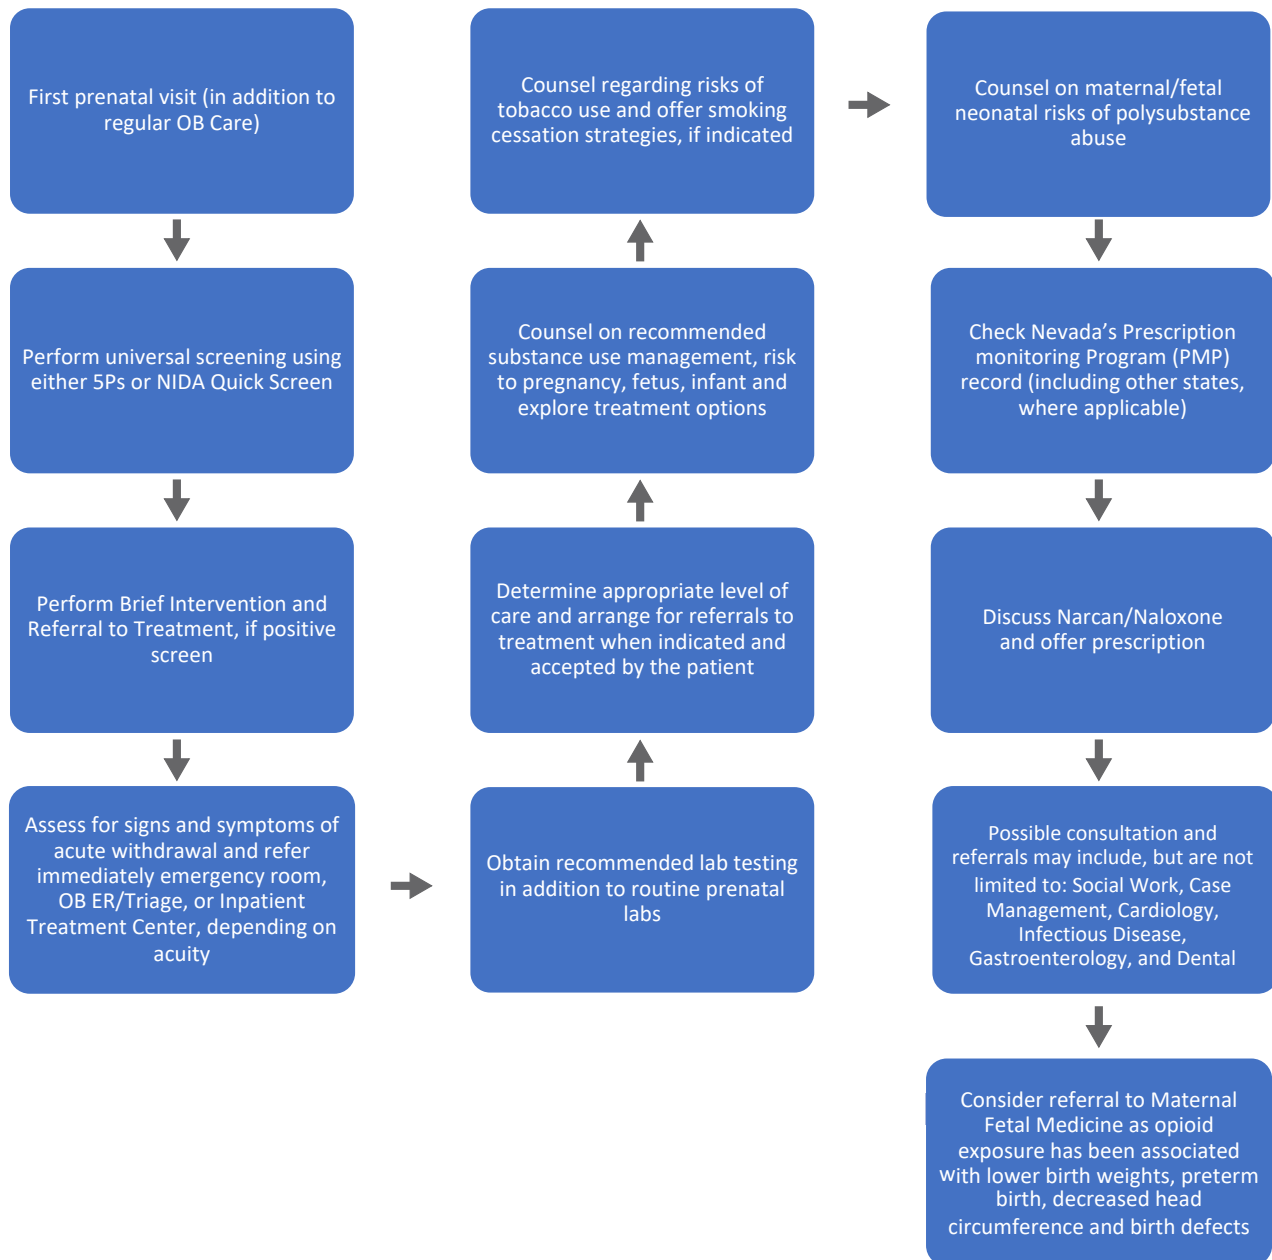 First prenatal visit (in addition to
regular OB Care)
Perform universal screening using
either 5Ps or NIDA Quick Screen
Perform Brief Intervention and
Referral to Treatment, if positive
screen
Assess for signs and symptoms of
acute withdrawal and refer
immediately emergency room,
OB ER/Triage, or Inpatient
Treatment Center, depending on
acuity
Obtain recommended lab testing
in addition to routine prenatal
labs
Determine appropriate level of
care and arrange for referrals to
treatment when indicated and
accepted by the patient
Counsel on recommended
substance use management, risk
to pregnancy, fetus, infant and
explore treatment options
Counsel regarding risks of
tobacco use and offer smoking
cessation strategies, if indicated
Counsel on maternal/fetal
neonatal risks of polysubstance
abuse
Check Nevada’s Prescription
monitoring Program (PMP)
record (including other states,
where applicable)
Discuss Narcan/Naloxone
and offer prescription
Possible consultation and
referrals may include, but are not
limited to: Social Work, Case
Management, Cardiology,
Infectious Disease,
Gastroenterology, and Dental
Consider referral to Maternal
Fetal Medicine as opioid
exposure has been associated
with lower birth weights, preterm
birth, decreased head
circumference and birth defects